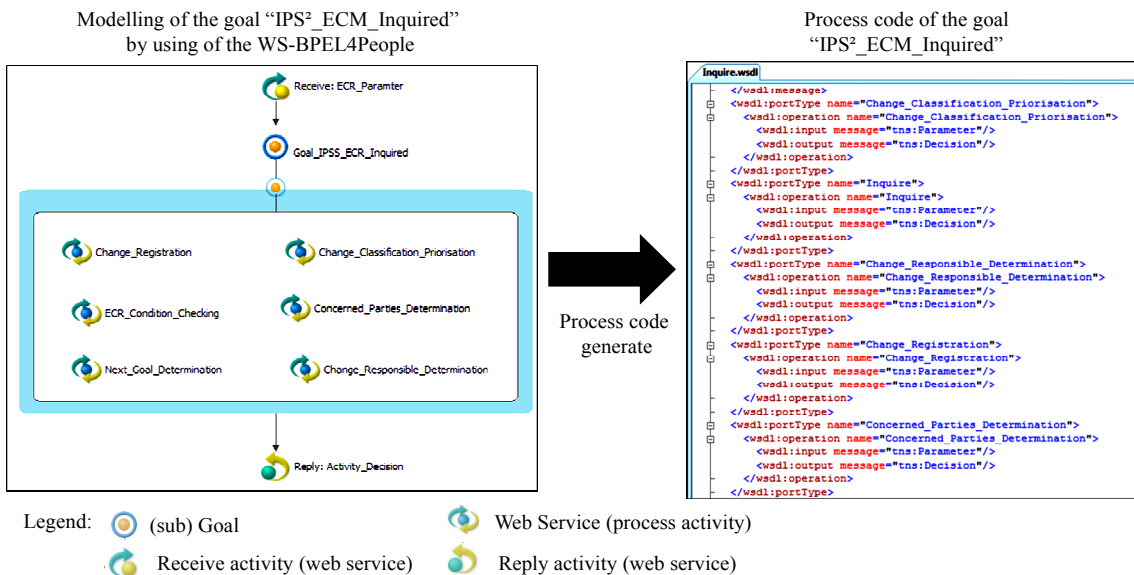 Modelling of the goal “IPS²_ECM_Inquired”
by using of the WS-BPEL4People
Receive: ECR_Paramter
Goal_IPSS_ECR_Inquired
Change_Registration
Change_Classification_Priorisation
ECR_Condition_Checking
Concerned_Parties_Determination
Next_Goal_Determination
Change_Responsible_Determination
Reply: Activity_Decision
Process code
generate
Process code of the goal
“IPS²_ECM_Inquired”
Inquire.wsdl
</wsdl:message>
<wsdl:portType name="Change_Classification_Priorisation">
<wsdl:operation name="Change_Classification_Priorisation">
<wsdl:input message="tns:Parameter"/>
<wsdl:output message="tns:Decision"/>
</wsdl:operation>
</wsdl:portType>
<wsdl:portType name="Inquire">
<wsdl:operation name="Inquire">
<wsdl:input message="tns:Parameter"/>
<wsdl:output message="tns:Decision"/>
</wsdl:operation>
</wsdl:portType>
<wsdl:portType name="Change_Responsible_Determination">
<wsdl:operation name="Change_Responsible_Determination">
<wsdl:input message="tns:Parameter"/>
<wsdl:output message="tns:Decision"/>
</wsdl:operation>
</wsdl:portType>
<wsdl:portType name="Change_Registration">
<wsdl:operation name="Change_Registration">
<wsdl:input message="tns:Parameter"/>
<wsdl:output message="tns:Decision"/>
</wsdl:operation>
</wsdl:portType>
<wsdl:portType name="Concerned_Parties_Determination">
<wsdl:operation name="Concerned_Parties_Determination">
<wsdl:input message="tns:Parameter"/>
<wsdl:output message="tns:Decision"/>
</wsdl:operation>
</wsdl:portType>
Legend:
(sub) Goal
Web Service (process activity)
Receive activity (web service)
Reply activity (web service)